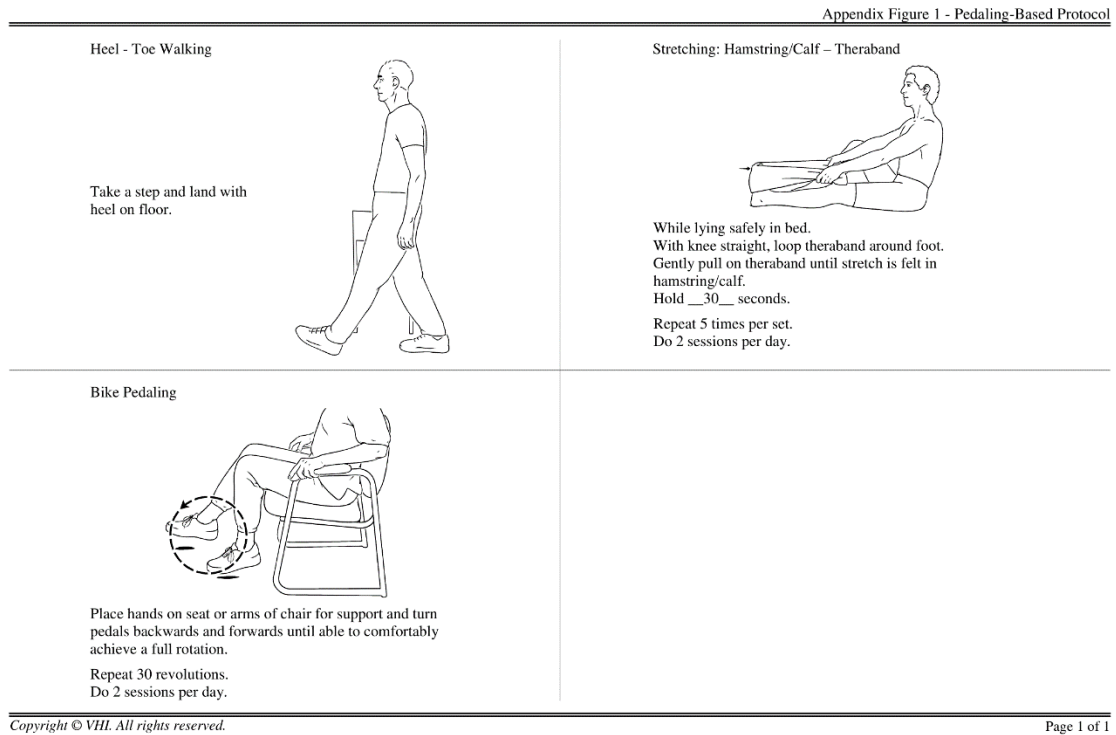 Appendix Figure 1 - Pedaling-Based Protocol
Heel - Toe Walking
Take a step and land with
heel on floor.
Stretching: Hamstring/Calf – Theraband
While lying safely in bed.
With knee straight, loop theraband around foot.
Gently pull on theraband until stretch is felt in
hamstring/calf.
Hold __30__ seconds.
Repeat 5 times per set.
Do 2 sessions per day.
Bike Pedaling
Place hands on seat or arms of chair for support and turn
pedals backwards and forwards until able to comfortably
achieve a full rotation.
Repeat 30 revolutions.
Do 2 sessions per day.
Copyright © VHI. All rights reserved.
Page 1 of 1